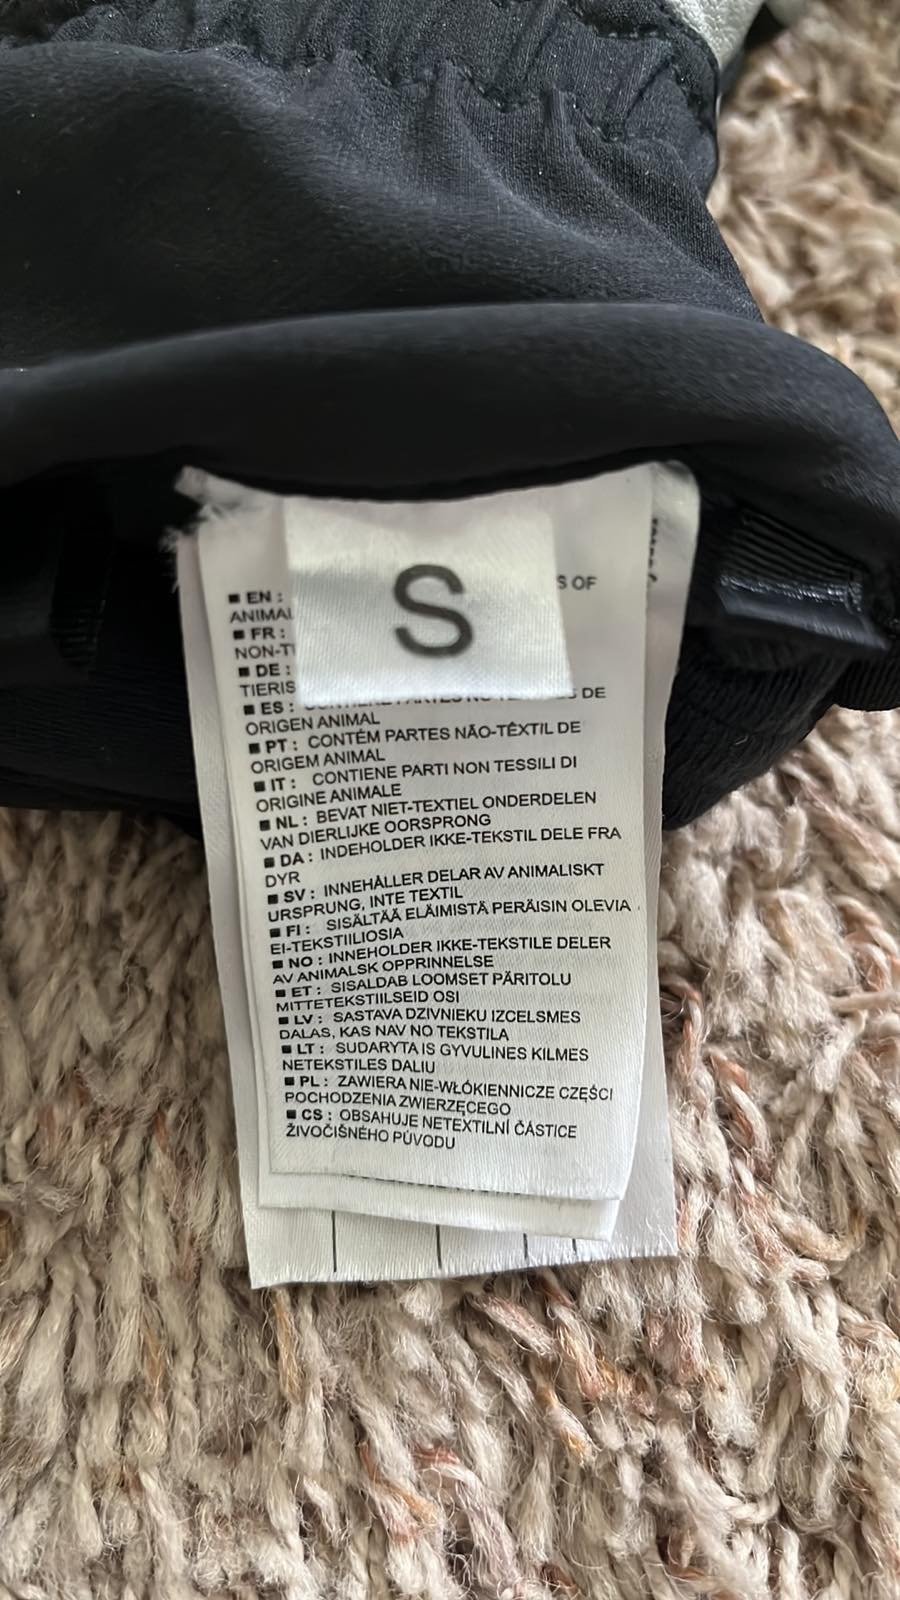 S
■ EN :
S OF
ANIMAL
■ FR :
■ DE :
■ ES :
DE
ORIGEN ANIMAL
■ PT : CONTÉM PARTES NÃO-TÊXTIL DE
ORIGEM ANIMAL
■ IT : CONTIENE PARTI NON TESSILI DI
ORIGINE ANIMALE
■ NL : BEVAT NIET-TEXTIEL ONDERDELEN
VAN DIERLIJKE OORSPRONG
■ DA : INDEHOLDER IKKE-TEKSTIL DELE FRA
DYR
■ SV : INNEHÅLLER DELAR AV ANIMALISKT
URSPRUNG, INTE TEXTIL
■ FI : SISÄLTÄÄ ELÄIMISTÄ PERÄISIN OLEVIA
EI-TEKSTIILIOSIA
■ NO : INNEHOLDER IKKE-TEKSTILE DELER
AV ANIMALSK OPPRINNELSE
■ ET : SISALDAB LOOMSET PÄRITOLU
MITTETEKSTIILSEID OSI
■ LV : SASTAVA DZIVNIEKU IZCELSMES
DALAS, KAS NAV NO TEKSTILA
■ LT : SUDARYTA IS GYVULINES KILMES
NETEKSTILES DALIU
■ PL : ZAWIERA NIE-WŁÓKIENNICZE CZĘŚCI
POCHODZENIA ZWIERZĘCEGO
■ CS : OBSAHUJE NETEXTILNÍ ČÁSTICE
ŽIVOČIŠNÉHO PŮVODU